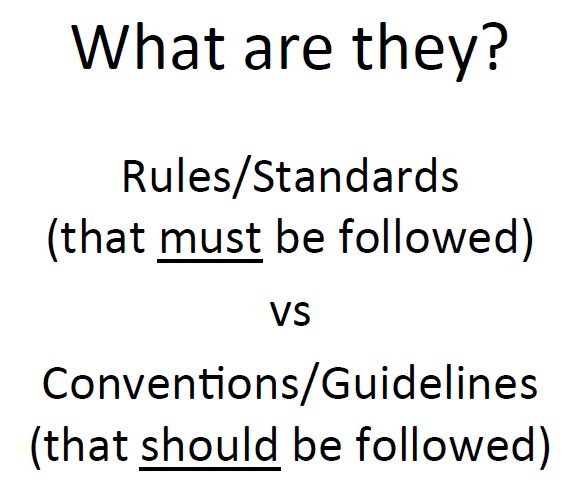 What are they?
Rules/Standards
(that must be followed)
vs
Conventions/Guidelines
(that should be followed)